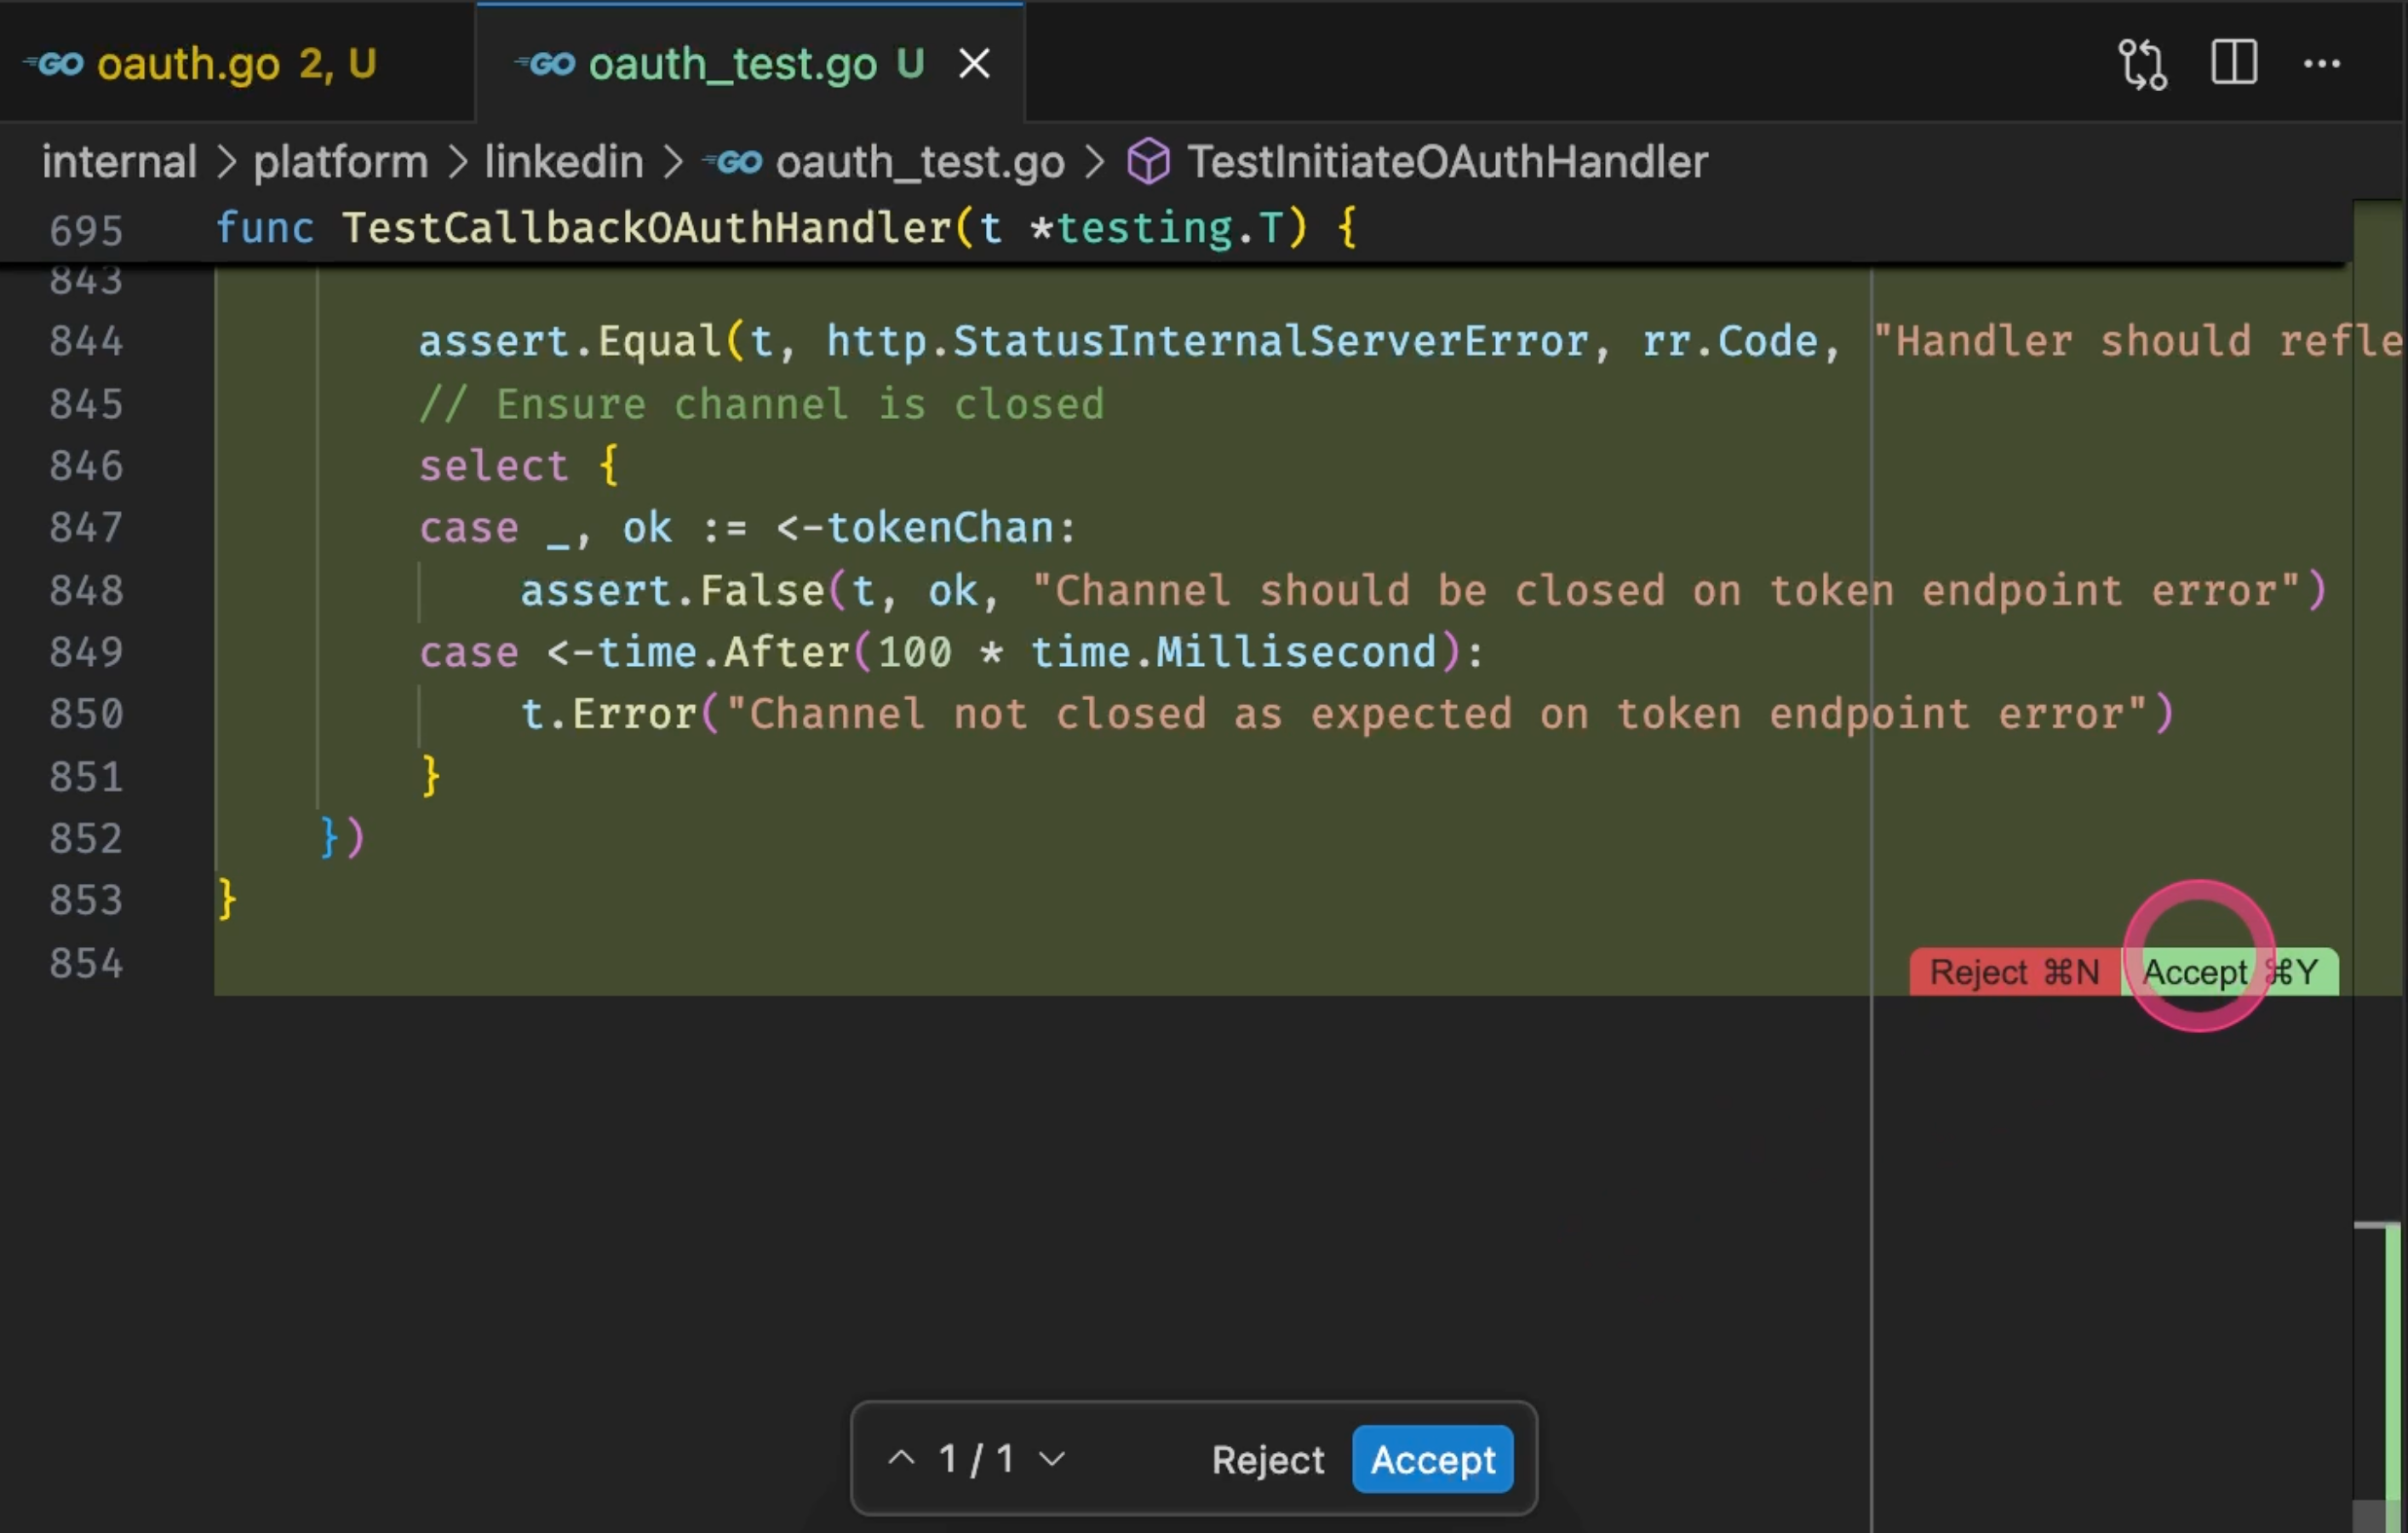 GO oauth.go 2, U GO oauth_test.go U
internal > platform > linkedin > GO oauth_test.go > TestInitiateOAuthHandler
695 func TestCallbackOAuthHandler(t *testing.T) {
843
844 assert.Equal(t, http.StatusInternalServerError, rr.Code, "Handler should refle
845 // Ensure channel is closed
846 select {
847 case _, ok := <-tokenChan:
848 assert.False(t, ok, "Channel should be closed on token endpoint error")
849 case <-time.After(100 * time.Millisecond):
850 t.Error("Channel not closed as expected on token endpoint error")
851 }
852 })
853 }
854 Reject ⌘N Accept ⌘Y
1 / 1 Reject Accept